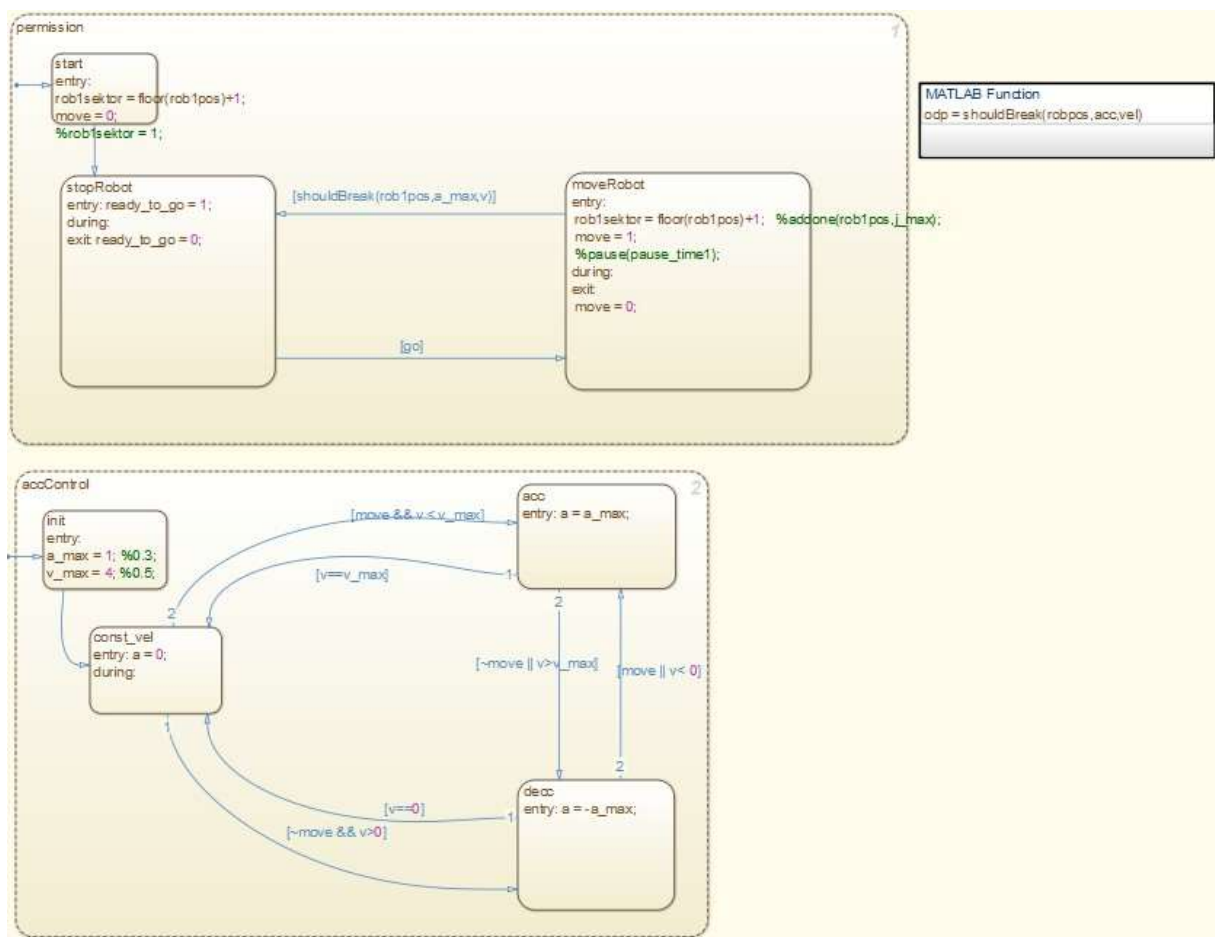 permission
1
start
entry:
rob1sektor = floor(rob1pos)+1;
move = 0;
%rob1sektor = 1;
MATLAB Function
odp = shouldBreak(robpos,acc,vel)
stopRobot
entry: ready_to_go = 1;
during:
exit: ready_to_go = 0;
[shouldBreak(rob1pos,a_max,v)]
moveRobot
entry:
rob1sektor = floor(rob1pos)+1; %addone(rob1pos,j_max);
move = 1;
%pause(pause_time1);
during:
exit:
move = 0;
[go]
accControl
2
init
entry:
a_max = 1; %0.3;
v_max = 4; %0.5;
[move && v < v_max]
acc
entry: a = a_max;
[v==v_max]
1
2
2
const_vel
entry: a = 0;
during:
[~move || v>v_max]
[move || v< 0]
1
2
decc
entry: a = -a_max;
[v==0]
1
[~move && v>0]